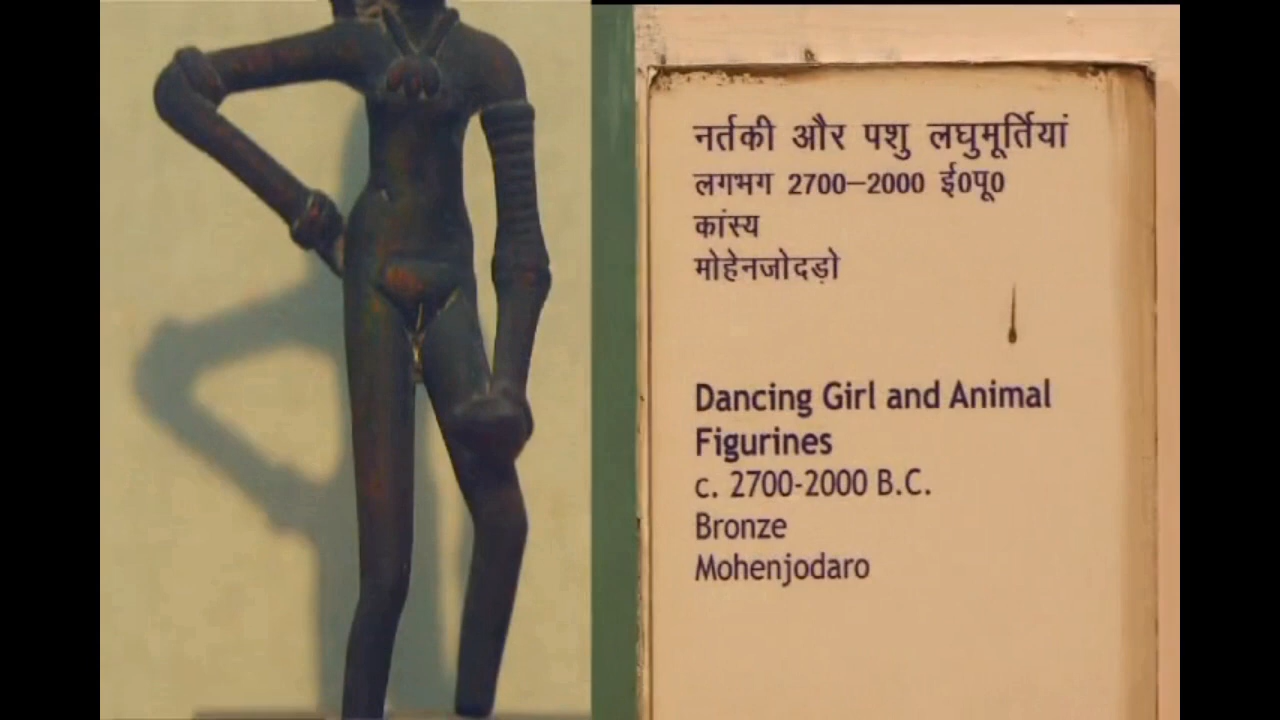 नर्तकी और पशु लघुमूर्तियां
लगभग 2700–2000 ई0पू0
कांस्य
मोहेनजोदड़ो
Dancing Girl and Animal
Figurines
c. 2700-2000 B.C.
Bronze
Mohenjodaro